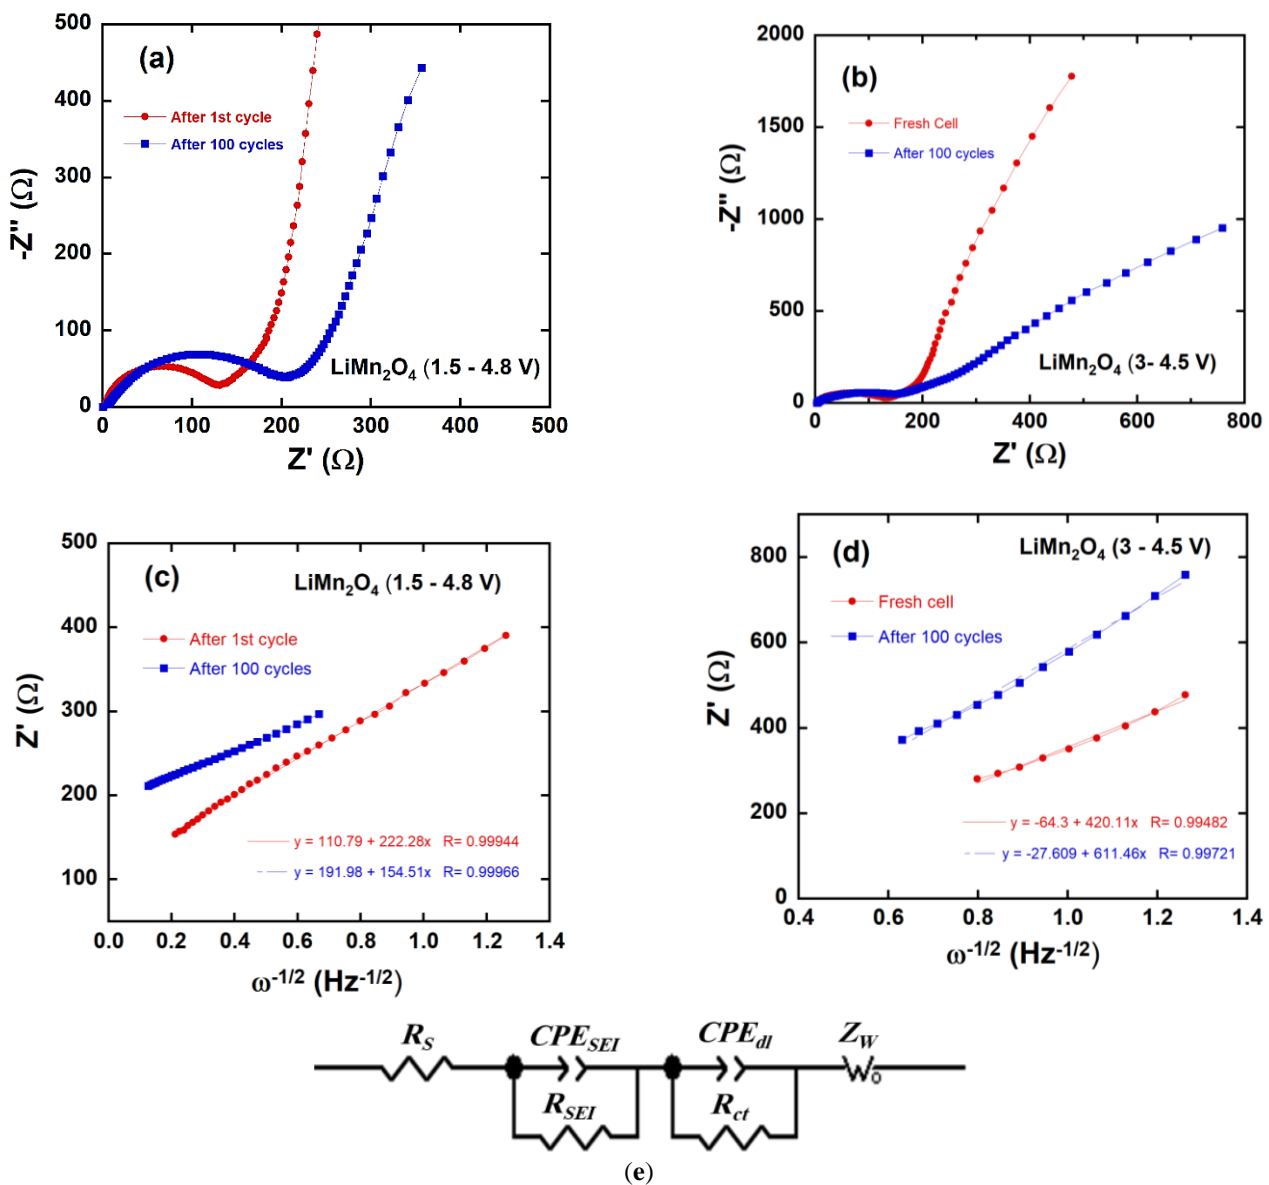 (a)
After 1st cycle
After 100 cycles
LiMn2O4 (1.5 - 4.8 V)
500
400
300
200
100
0
0 100 200 300 400 500
-Z" (Ω)
Z' (Ω)
(b)
Fresh Cell
After 100 cycles
LiMn2O4 (3- 4.5 V)
2000
1500
1000
500
0
0 200 400 600 800
-Z" (Ω)
Z' (Ω)
(c)
LiMn2O4 (1.5 - 4.8 V)
After 1st cycle
After 100 cycles
y = 110.79 + 222.28x R= 0.99944
y = 191.98 + 154.51x R= 0.99966
500
400
300
200
100
0.0 0.2 0.4 0.6 0.8 1.0 1.2 1.4
Z' (Ω)
ω-1/2 (Hz-1/2)
(d)
LiMn2O4 (3 - 4.5 V)
Fresh cell
After 100 cycles
y = -64.3 + 420.11x R= 0.99482
y = -27.609 + 611.46x R= 0.99721
800
600
400
200
0
0.4 0.6 0.8 1.0 1.2 1.4
Z' (Ω)
ω-1/2 (Hz-1/2)
RS CPESEI CPEdl ZW
W0
RSEI Rct
(e)